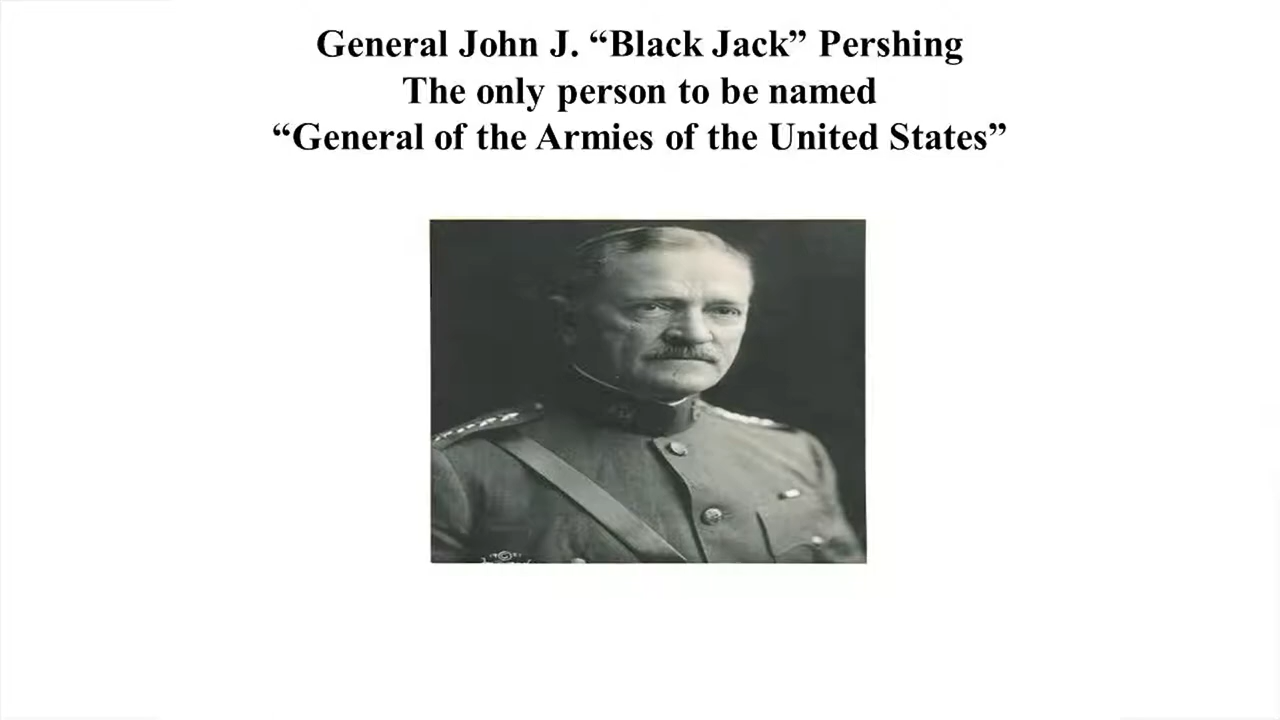 General John J. “Black Jack” Pershing
The only person to be named
“General of the Armies of the United States”